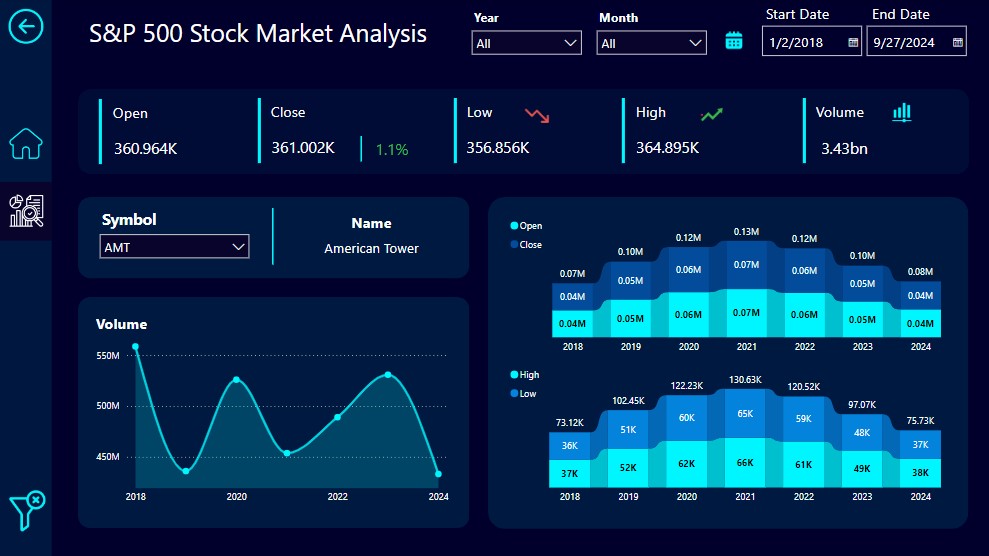 S&P 500 Stock Market Analysis
Year
All
Month
All
Start Date
1/2/2018
End Date
9/27/2024
Open
360.964K
Close
361.002K
1.1%
Low
356.856K
High
364.895K
Volume
3.43bn
Symbol
AMT
Name
American Tower
Volume
550M
500M
450M
2018 2020 2022 2024
Open
Close
0.07M 0.10M 0.12M 0.13M 0.12M 0.10M 0.08M
0.04M 0.05M 0.06M 0.07M 0.06M 0.05M 0.04M
0.04M 0.05M 0.06M 0.07M 0.06M 0.05M 0.04M
2018 2019 2020 2021 2022 2023 2024
High
Low
73.12K 102.45K 122.23K 130.63K 120.52K 97.07K 75.73K
36K 51K 60K 65K 59K 48K 37K
37K 52K 62K 66K 61K 49K 38K
2018 2019 2020 2021 2022 2023 2024